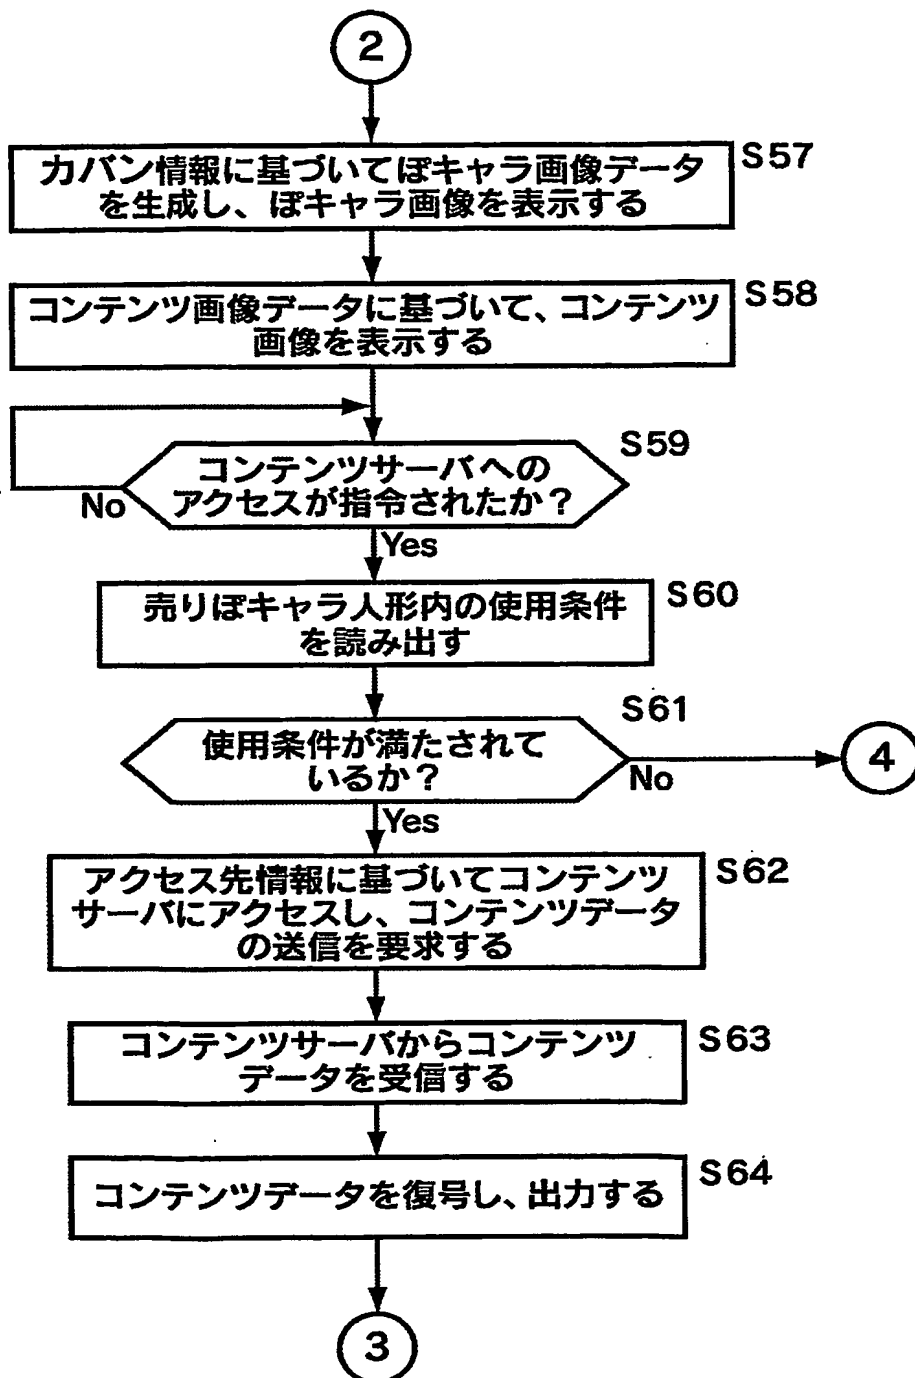 2
カバン情報に基づいてぽキャラ画像データ
を生成し、ぽキャラ画像を表示する
S57
コンテンツ画像データに基づいて、コンテンツ
画像を表示する
S58
コンテンツサーバへの
アクセスが指令されたか？
S59
No
Yes
売りぽキャラ人形内の使用条件
を読み出す
S60
使用条件が満たされて
いるか？
S61
No
4
Yes
アクセス先情報に基づいてコンテンツ
サーバにアクセスし、コンテンツデータ
の送信を要求する
S62
コンテンツサーバからコンテンツ
データを受信する
S63
コンテンツデータを復号し、出力する
S64
3